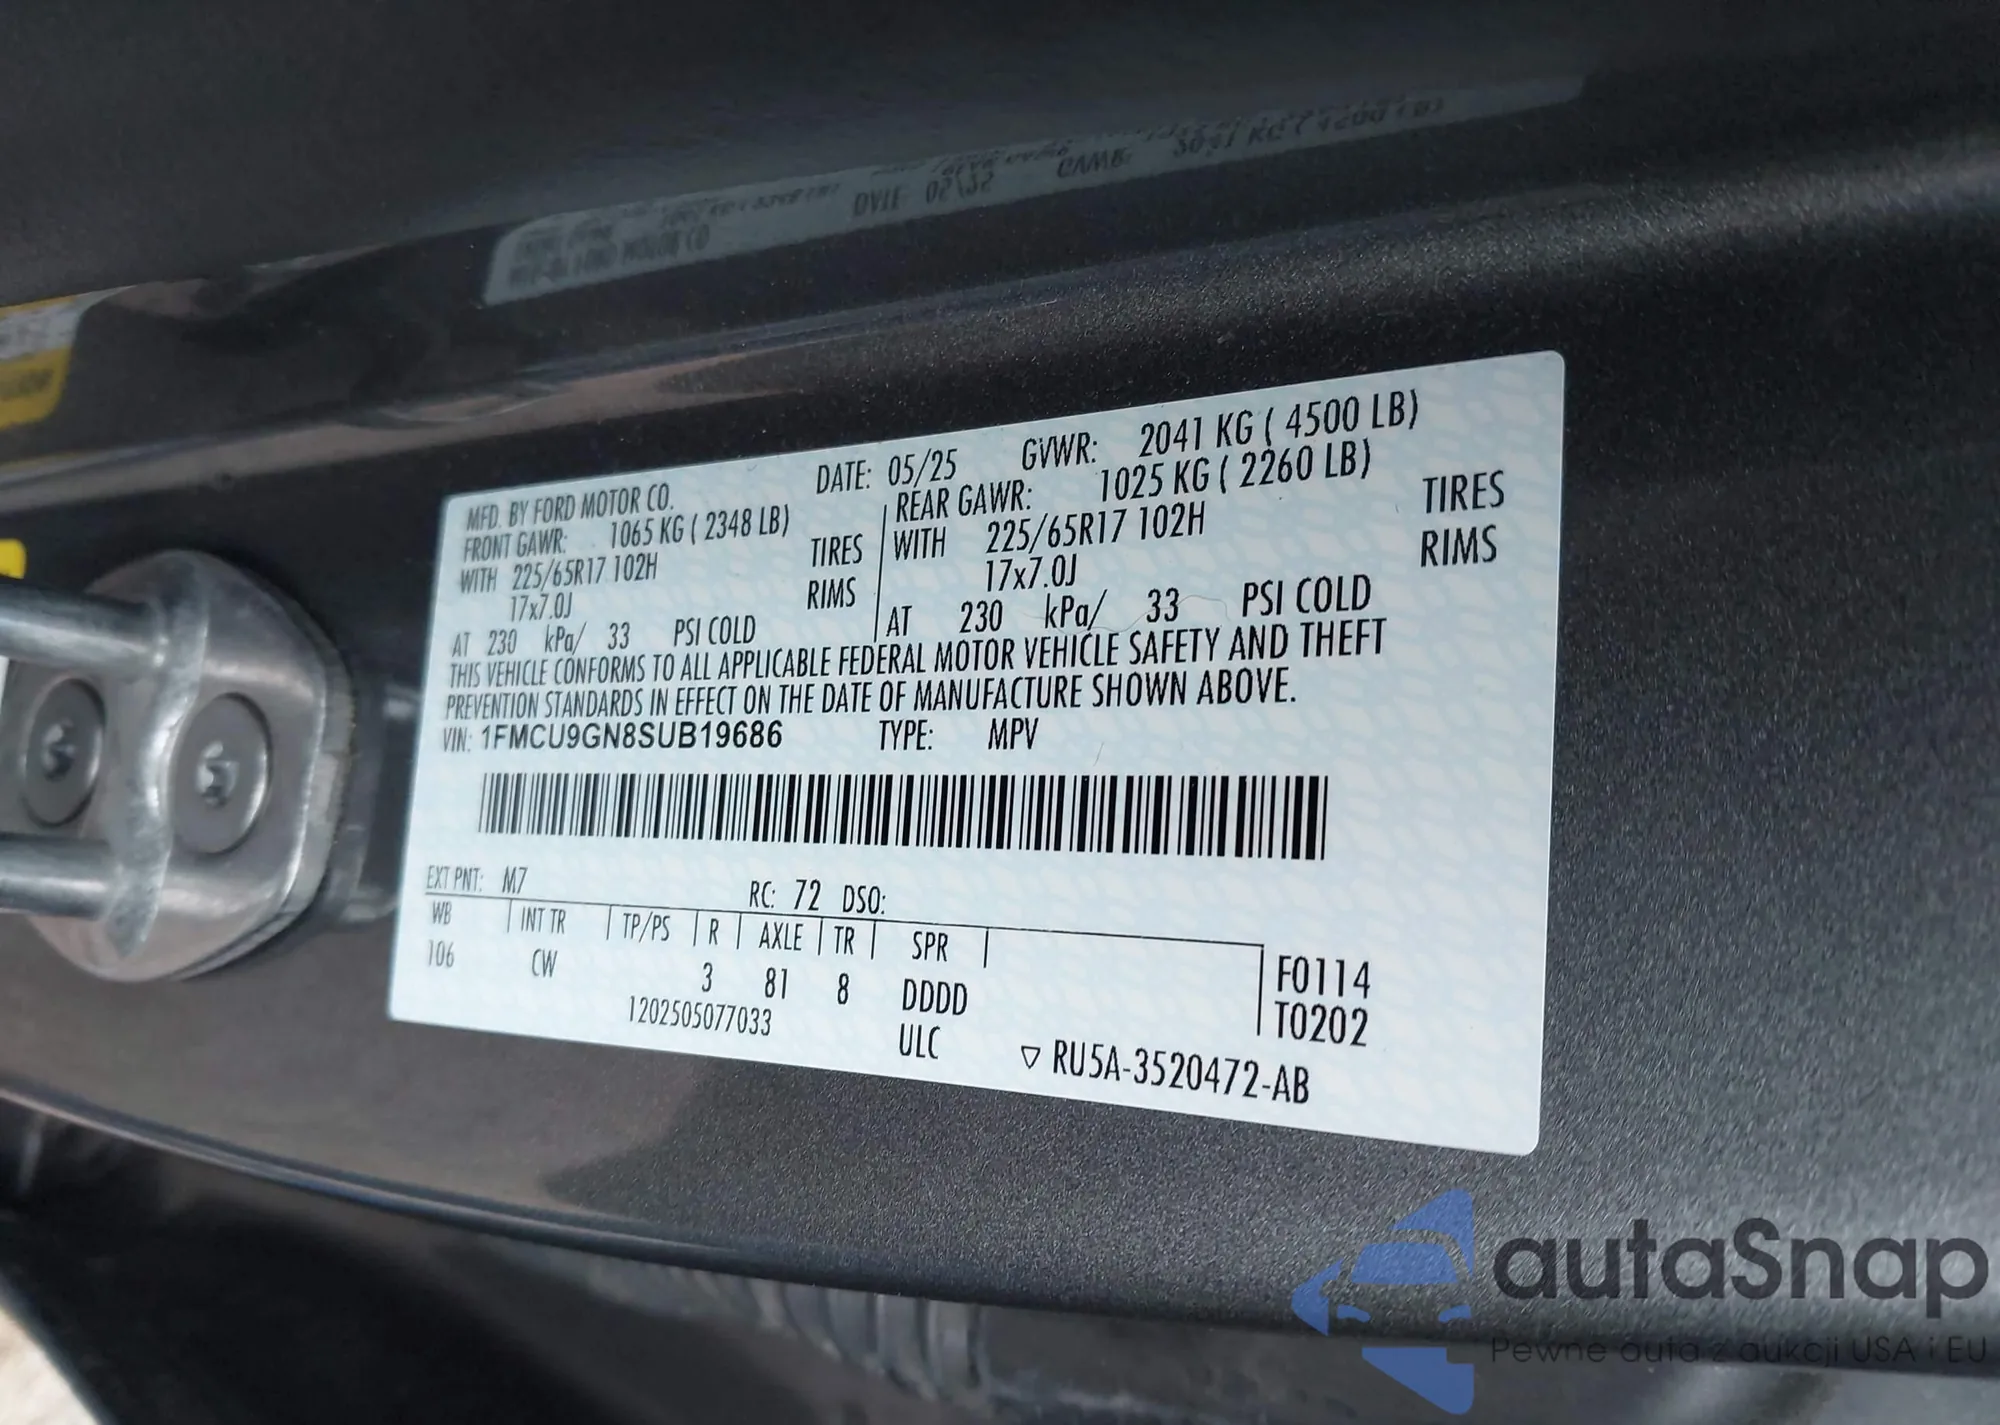 MFD. BY FORD MOTOR CO. DATE: 05/25 GVWR: 2041 KG ( 4500 LB)
FRONT GAWR: 1065 KG ( 2348 LB) REAR GAWR: 1025 KG ( 2260 LB)
WITH 225/65R17 102H TIRES WITH 225/65R17 102H TIRES
17x7.0J RIMS 17x7.0J RIMS
AT 230 kPa/ 33 PSI COLD AT 230 kPa/ 33 PSI COLD
THIS VEHICLE CONFORMS TO ALL APPLICABLE FEDERAL MOTOR VEHICLE SAFETY AND THEFT
PREVENTION STANDARDS IN EFFECT ON THE DATE OF MANUFACTURE SHOWN ABOVE.
VIN: 1FMCU9GN8SUB19686 TYPE: MPV
EXT PNT: M7 RC: 72 DSO:
WB INT TR TP/PS R AXLE TR SPR
106 CW 3 81 8 DDDD
F0114
T0202
1202505077033 ULC
▽ RU5A-3520472-AB
autaSnap
Pewne auta z aukcji USA i EU